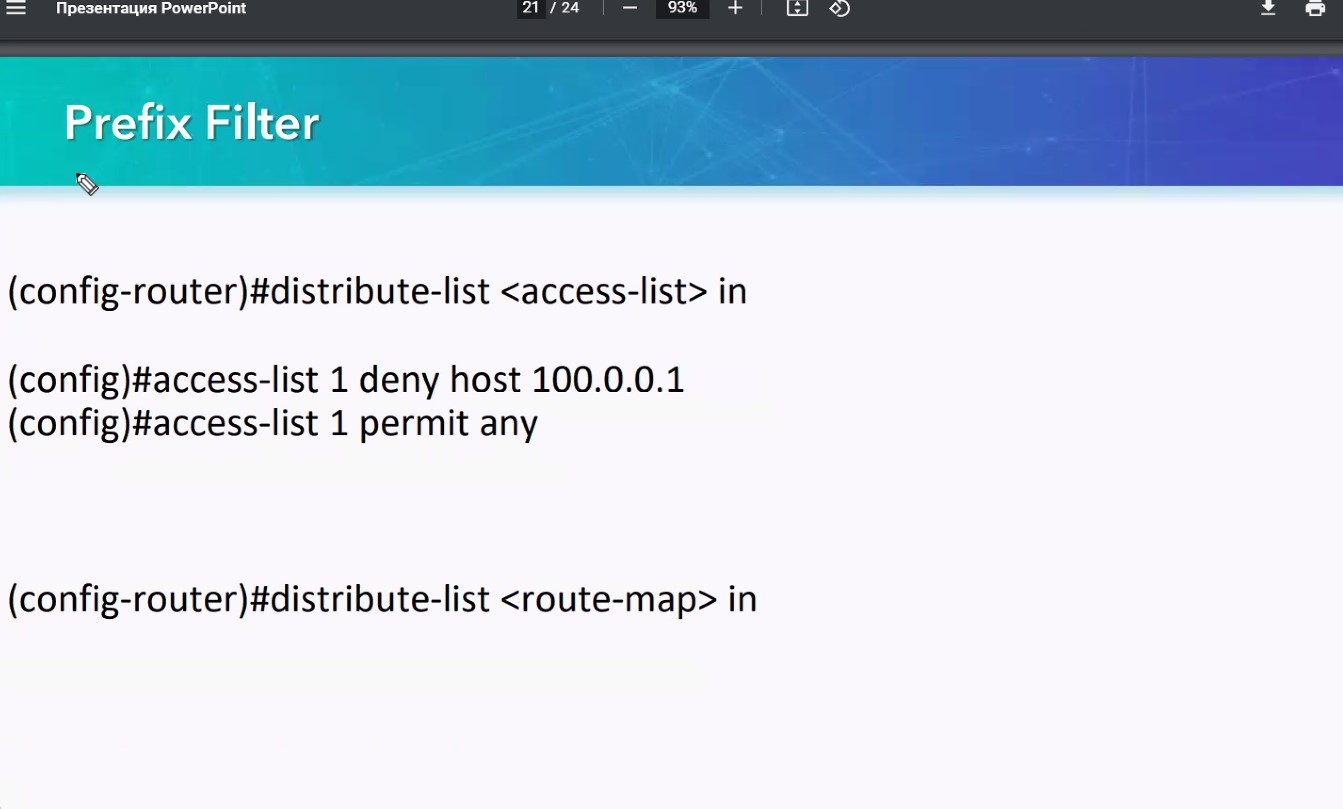 Презентация PowerPoint
21 / 24
93%
Prefix Filter
(config-router)#distribute-list <access-list> in
(config)#access-list 1 deny host 100.0.0.1
(config)#access-list 1 permit any
(config-router)#distribute-list <route-map> in